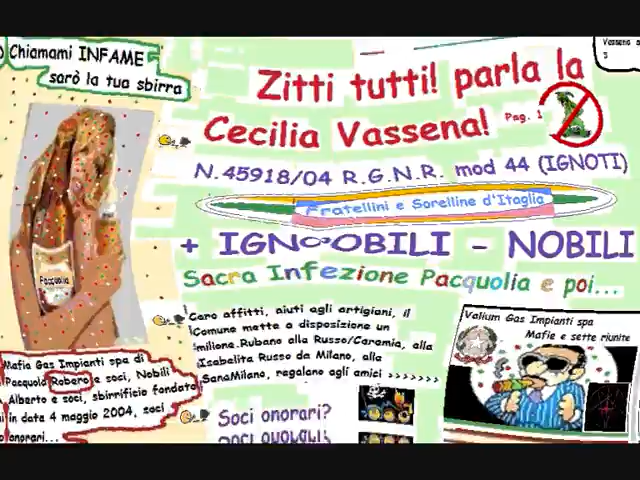 Chiamami INFAME
sarò la tua sbirra
Zitti tutti! parla la
Cecilia Vassena!
Pag. 1
Vassena
3
N.45918/04 R.G.N.R. mod 44 (IGNOTI)
Fratellini e Sorelline d'Itaglia
+ IGNOBILI - NOBILI
Sacra Infezione Pacquolia e poi...
Pacquolia
Caro affitti, aiuti agli artigiani, il
Comune mette a disposizione un
milione.Rubano alla Russo/Caramia, alla
Isabelita Russo da Milano, alla
SanaMilano, regalano agli amici >>>>>>>
Valium Gas Impianti spa
Mafie e sette riunite
Mafia Gas Impianti spa di
Pacquola Robero e soci, Nobili
Alberto e soci, sbirrificio fondato
in data 4 maggio 2004, soci
onorari...
Soci onorari?